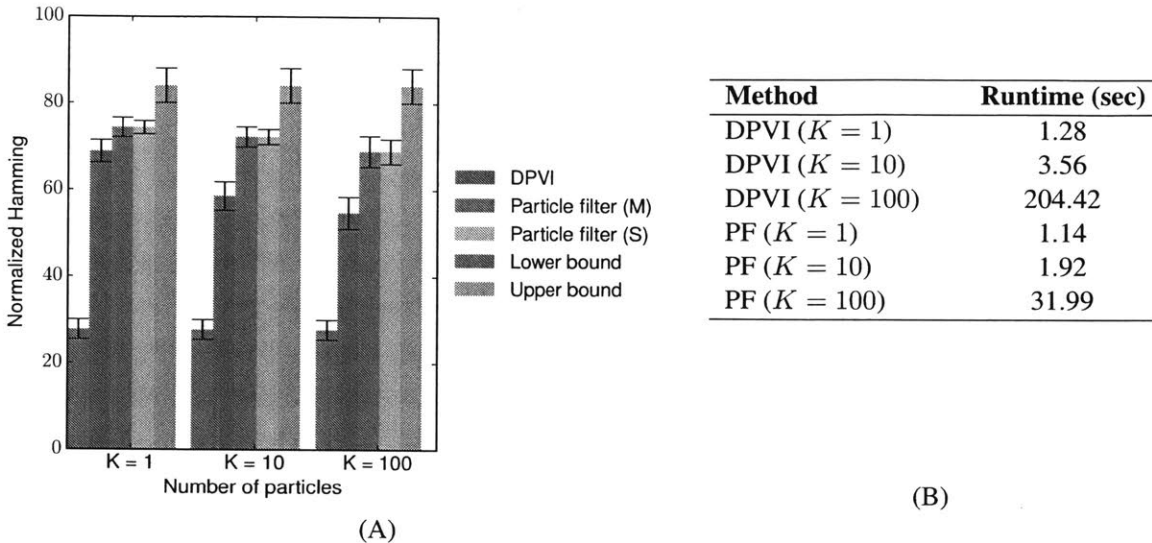 100
80
60
40
20
0
Normalized Hamming
K = 1
K = 10
K = 100
Number of particles
DPVI
Particle filter (M)
Particle filter (S)
Lower bound
Upper bound
(A)
Method Runtime (sec)
DPVI (K = 1) 1.28
DPVI (K = 10) 3.56
DPVI (K = 100) 204.42
PF (K = 1) 1.14
PF (K = 10) 1.92
PF (K = 100) 31.99
(B)